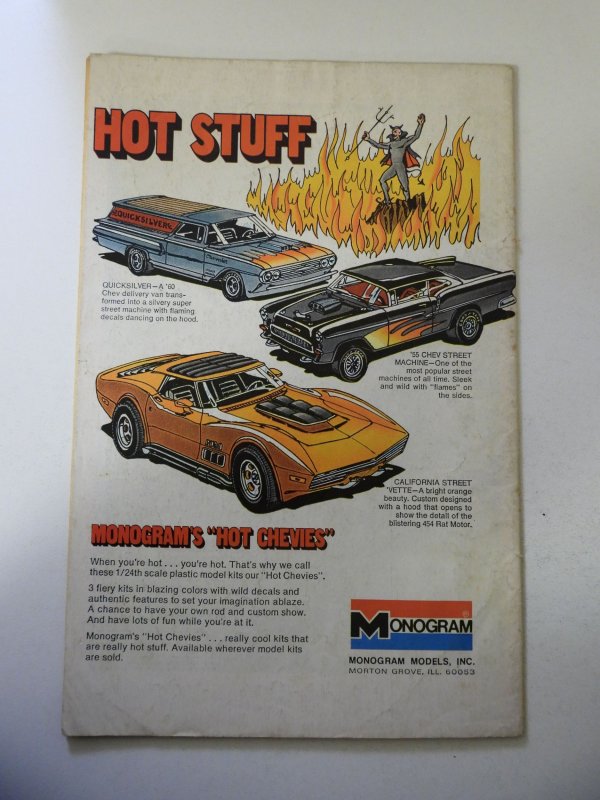 HOT STUFF
QUICKSILVER
Chevrolet
QUICKSILVER—A '60
Chev delivery van trans-
formed into a silvery super
street machine with flaming
decals dancing on the hood.
'55 CHEV STREET
MACHINE—One of the
most popular street
machines of all time. Sleek
and wild with "flames" on
the sides.
CALIFORNIA STREET
'VETTE—A bright orange
beauty. Custom designed
with a hood that opens to
show the detail of the
blistering 454 Rat Motor.
MONOGRAM'S "HOT CHEVIES"
When you're hot . . . you're hot. That's why we call
these 1/24th scale plastic model kits our "Hot Chevies".
3 fiery kits in blazing colors with wild decals and
authentic features to set your imagination ablaze.
A chance to have your own rod and custom show.
And have lots of fun while you're at it.
Monogram's "Hot Chevies" . . . really cool kits that
are really hot stuff. Available wherever model kits
are sold.
MONOGRAM®
MONOGRAM MODELS, INC.
MORTON GROVE, ILL. 60053